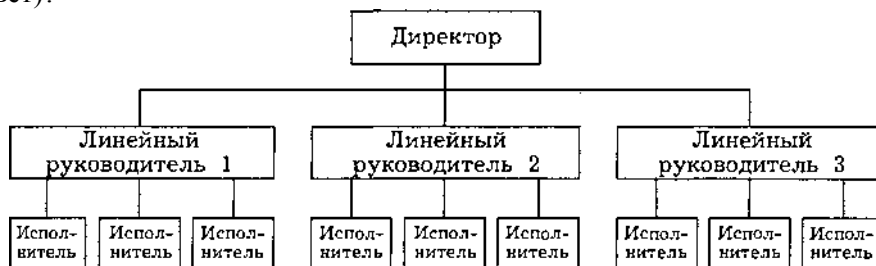 Директор
Линейный
руководитель 1
Линейный
руководитель 2
Линейный
руководитель 3
Испол-
нитель
Испол-
нитель
Испол-
нитель
Испол-
нитель
Испол-
нитель
Испол-
нитель
Испол-
нитель
Испол-
нитель
Испол-
нитель